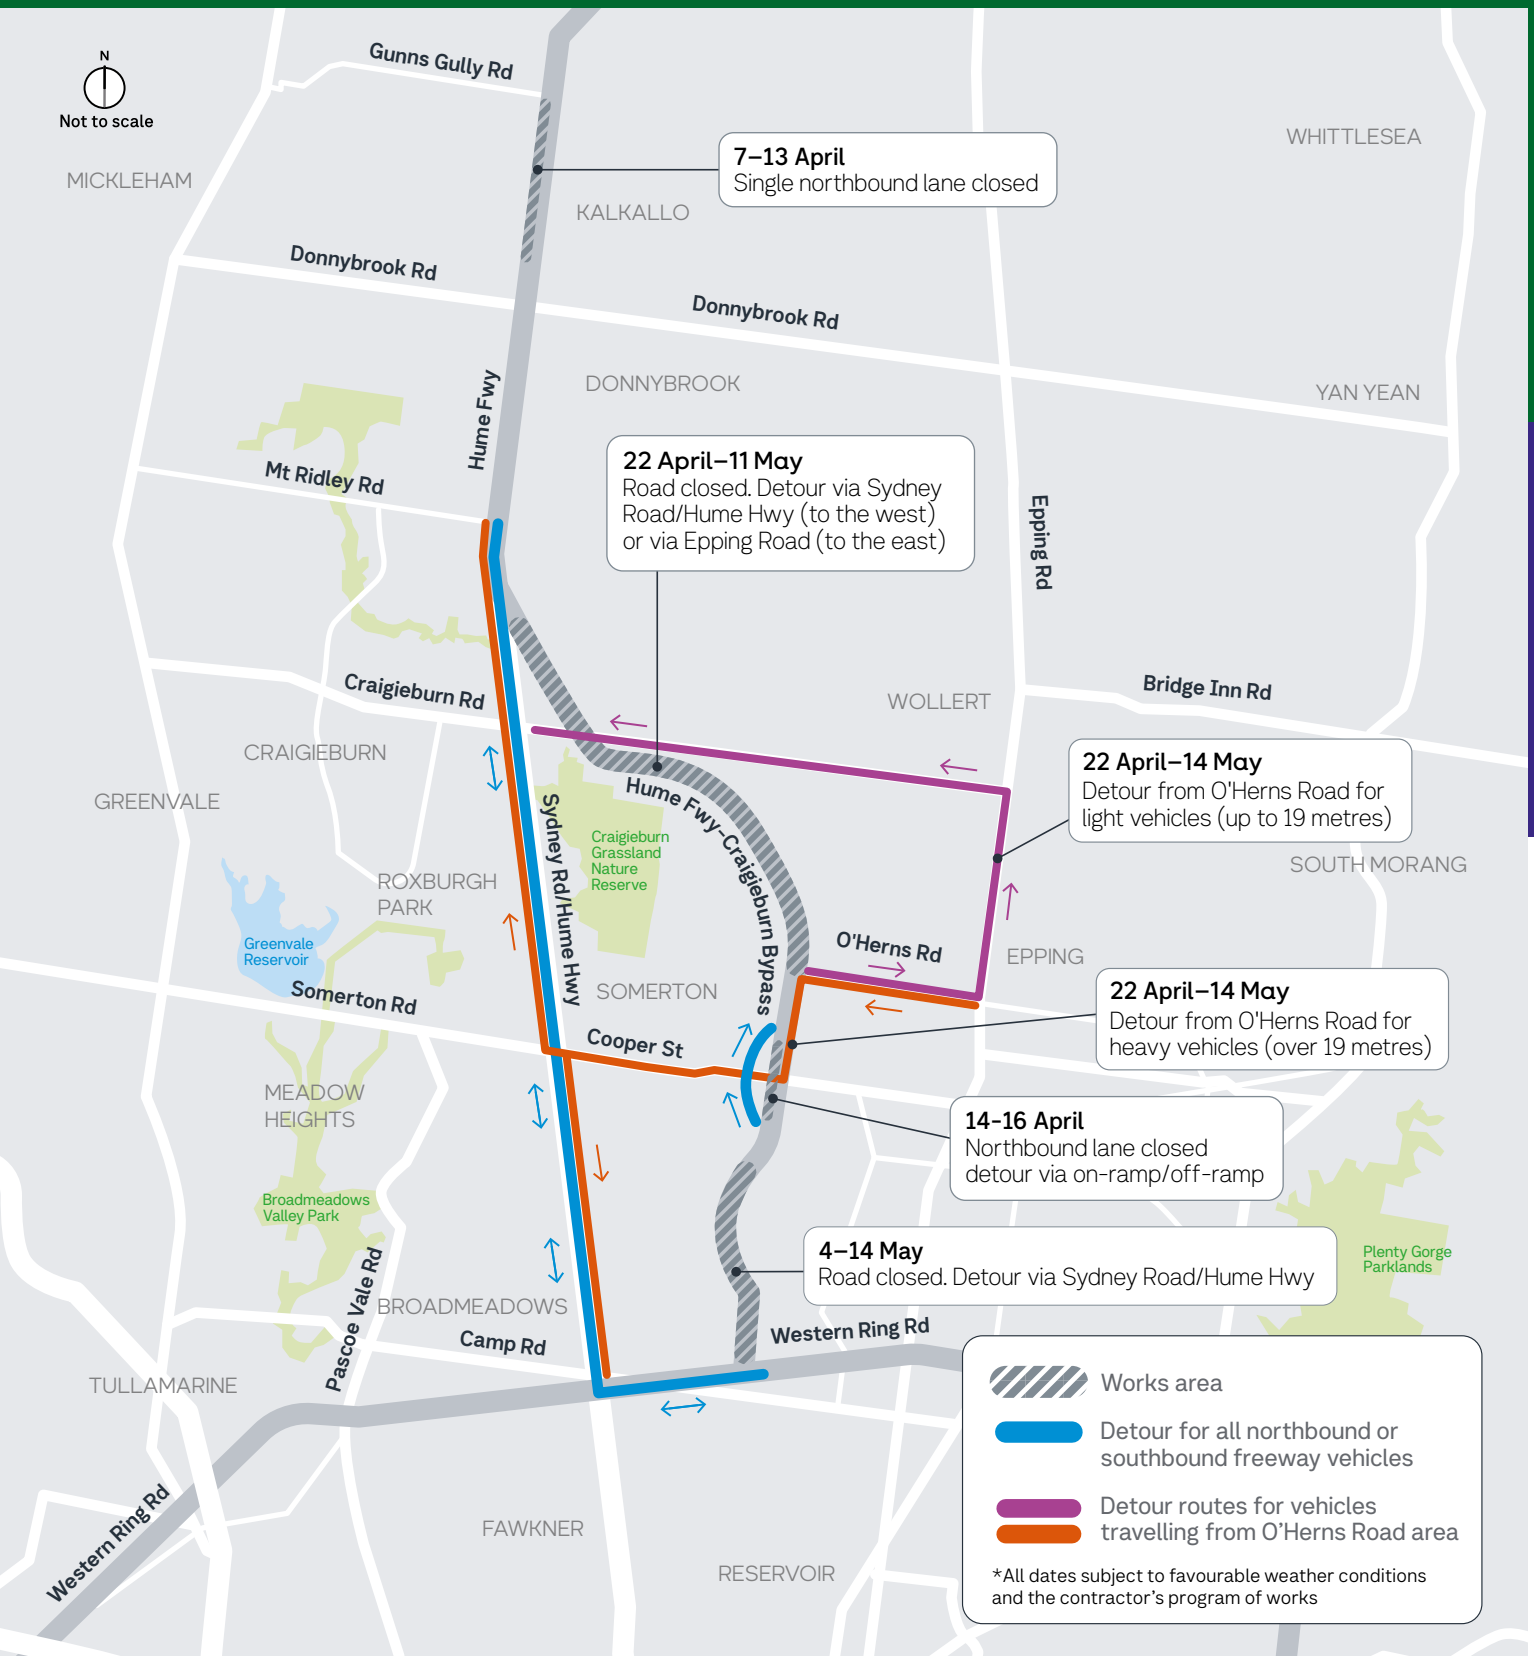 N
Not to scale
Gunns Gully Rd
WHITTLESEA
7–13 April
Single northbound lane closed
MICKLEHAM
KALKALLO
Donnybrook Rd
Donnybrook Rd
DONNYBROOK
YAN YEAN
Hume Fwy
22 April–11 May
Road closed. Detour via Sydney
Road/Hume Hwy (to the west)
or via Epping Road (to the east)
Mt Ridley Rd
Epping Rd
Craigieburn Rd
WOLLERT
Bridge Inn Rd
CRAIGIEBURN
22 April–14 May
Detour from O'Herns Road for
light vehicles (up to 19 metres)
GREENVALE
Hume Fwy–Craigieburn Bypass
Sydney Rd/Hume Hwy
Craigieburn
Grassland
Nature
Reserve
SOUTH MORANG
ROXBURGH
PARK
Greenvale
Reservoir
O'Herns Rd
EPPING
Somerton Rd
SOMERTON
22 April–14 May
Detour from O'Herns Road for
heavy vehicles (over 19 metres)
Cooper St
MEADOW
HEIGHTS
14-16 April
Northbound lane closed
detour via on-ramp/off-ramp
Broadmeadows
Valley Park
4–14 May
Road closed. Detour via Sydney Road/Hume Hwy
Plenty Gorge
Parklands
Pascoe Vale Rd
BROADMEADOWS
Camp Rd
Western Ring Rd
TULLAMARINE
Works area
Detour for all northbound or
southbound freeway vehicles
Detour routes for vehicles
travelling from O’Herns Road area
*All dates subject to favourable weather conditions
and the contractor’s program of works
Western Ring Rd
FAWKNER
RESERVOIR